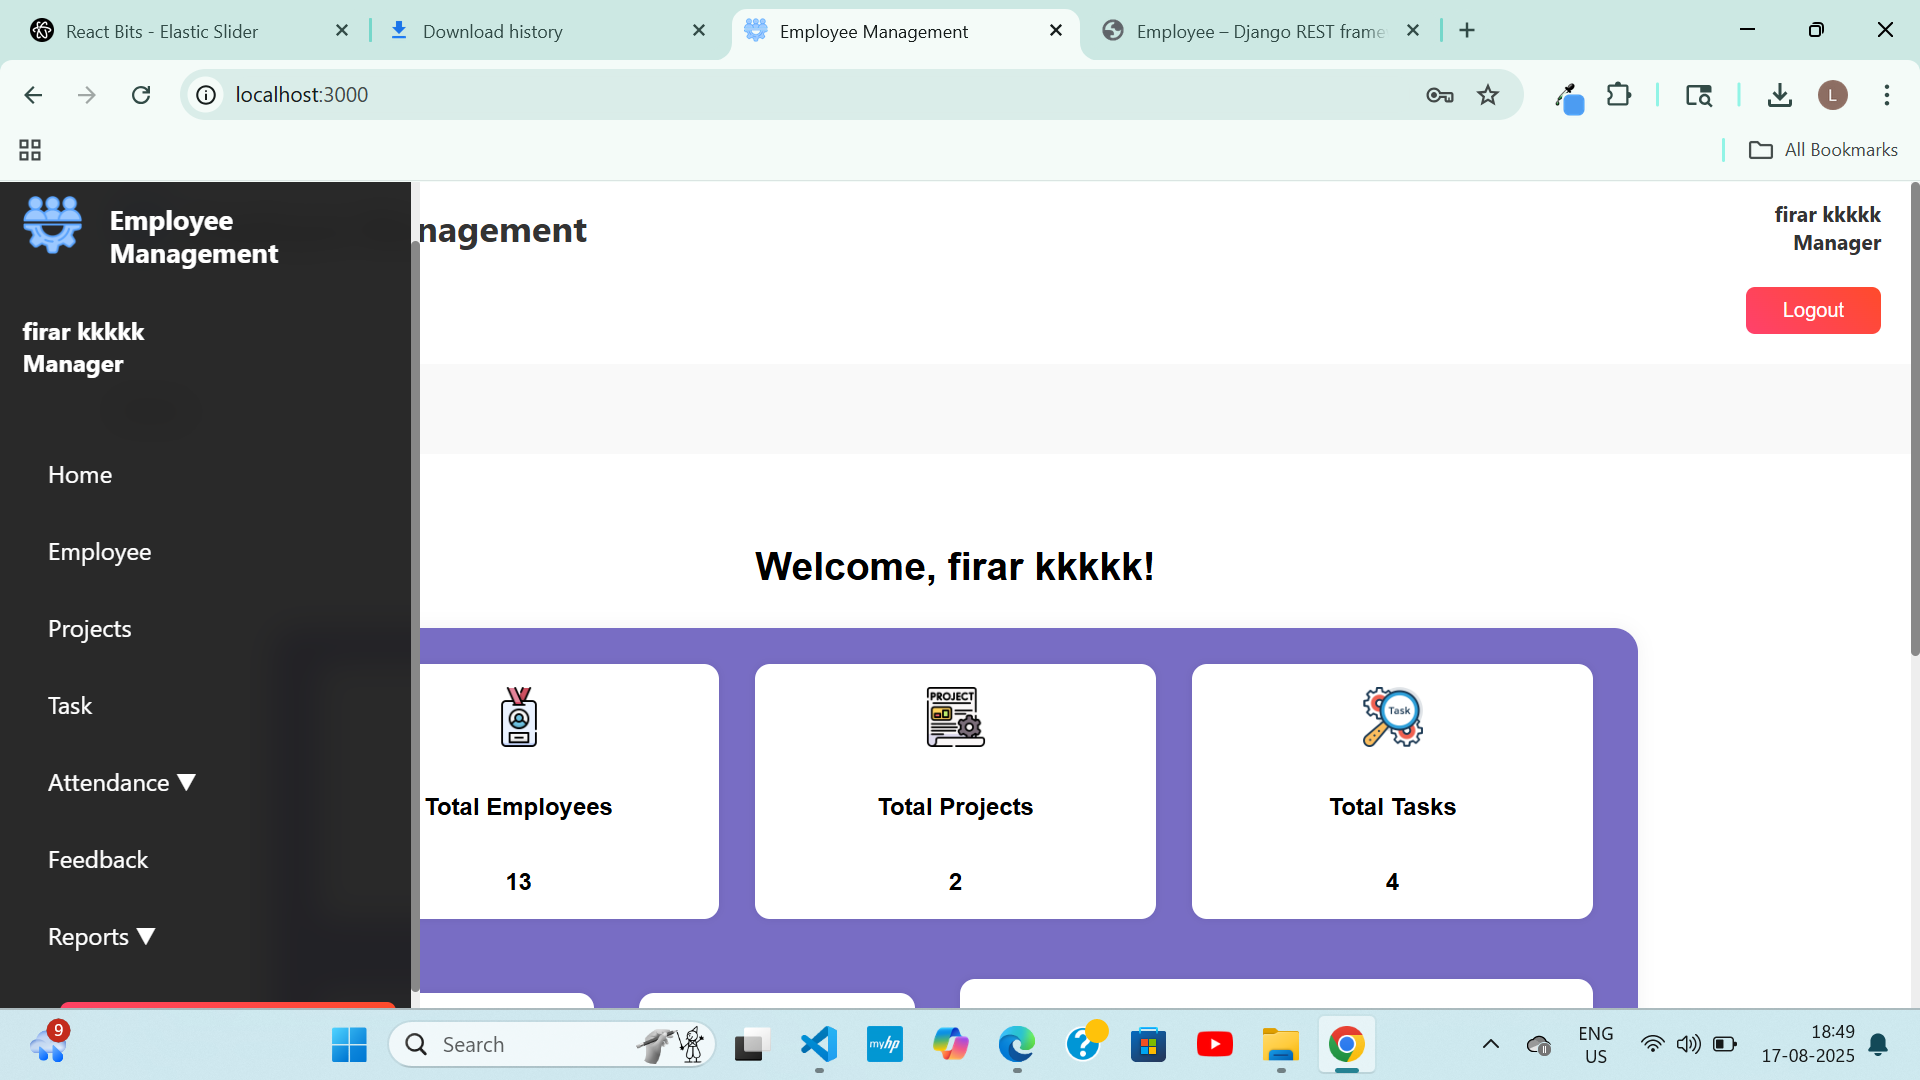 React Bits - Elastic Slider
Download history
Employee Management
Employee – Django REST frame
localhost:3000
L
All Bookmarks
Employee
Management
nagement
firar kkkkk
Manager
Logout
firar kkkkk
Manager
Home
Employee
Projects
Task
Attendance ▼
Feedback
Reports ▼
Welcome, firar kkkkk!
PROJECT
Task
Total Employees
Total Projects
Total Tasks
13
2
4
9
Search
myhp
?
ENG
US
18:49
17-08-2025